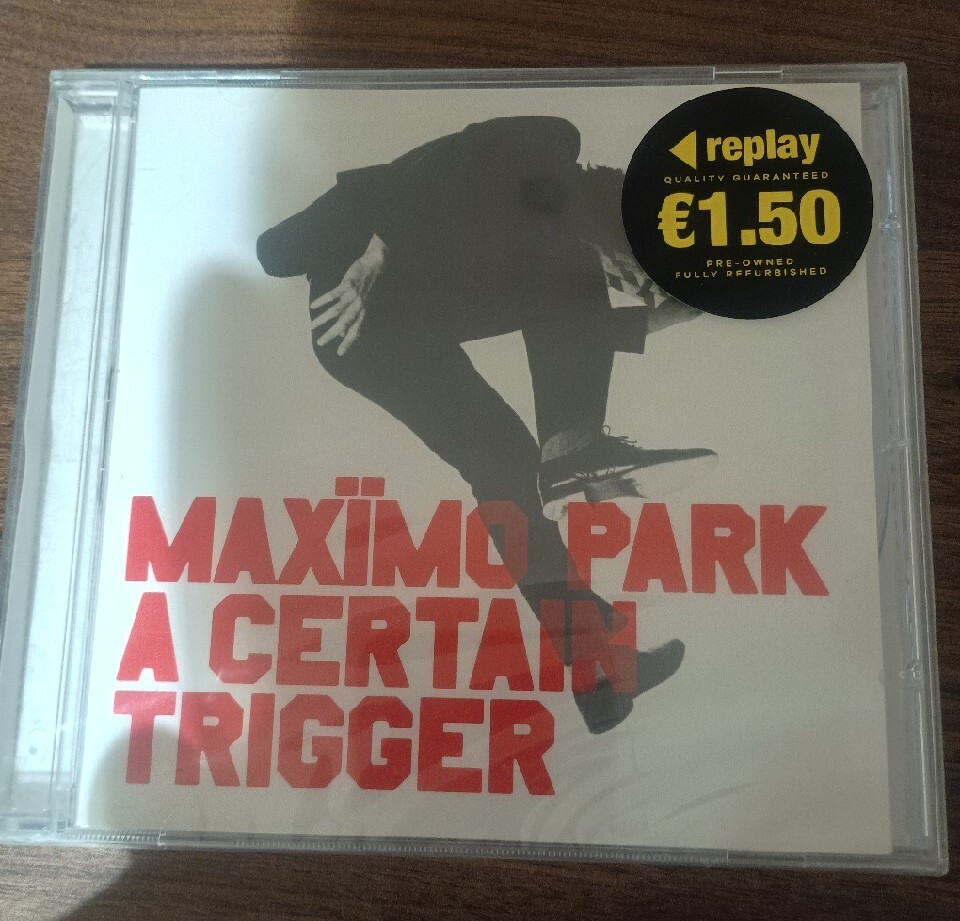 replay
QUALITY GUARANTEED
€1.50
PRE-OWNED
FULLY REFURBISHED
MAXÏMO PARK
A CERTAIN
TRIGGER